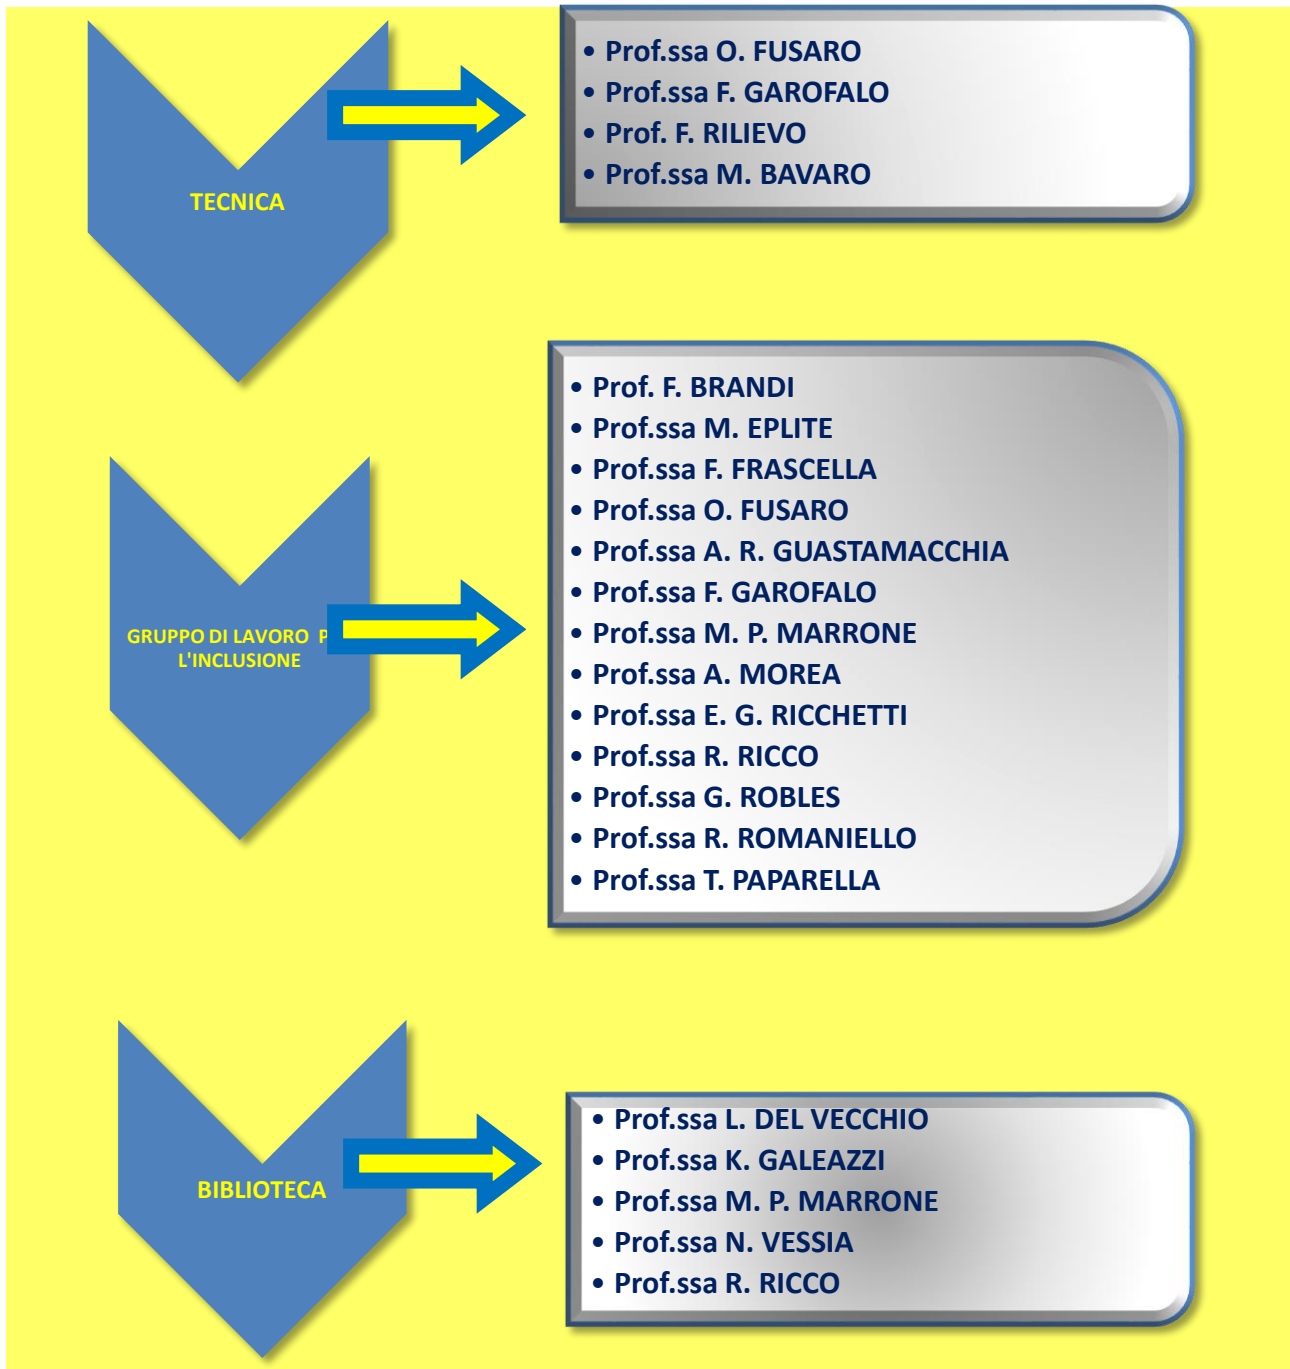 TECNICA
• Prof.ssa O. FUSARO
• Prof.ssa F. GAROFALO
• Prof. F. RILIEVO
• Prof.ssa M. BAVARO
GRUPPO DI LAVORO P
L'INCLUSIONE
• Prof. F. BRANDI
• Prof.ssa M. EPLITE
• Prof.ssa F. FRASCELLA
• Prof.ssa O. FUSARO
• Prof.ssa A. R. GUASTAMACCHIA
• Prof.ssa F. GAROFALO
• Prof.ssa M. P. MARRONE
• Prof.ssa A. MOREA
• Prof.ssa E. G. RICCHETTI
• Prof.ssa R. RICCO
• Prof.ssa G. ROBLES
• Prof.ssa R. ROMANIELLO
• Prof.ssa T. PAPARELLA
BIBLIOTECA
• Prof.ssa L. DEL VECCHIO
• Prof.ssa K. GALEAZZI
• Prof.ssa M. P. MARRONE
• Prof.ssa N. VESSIA
• Prof.ssa R. RICCO